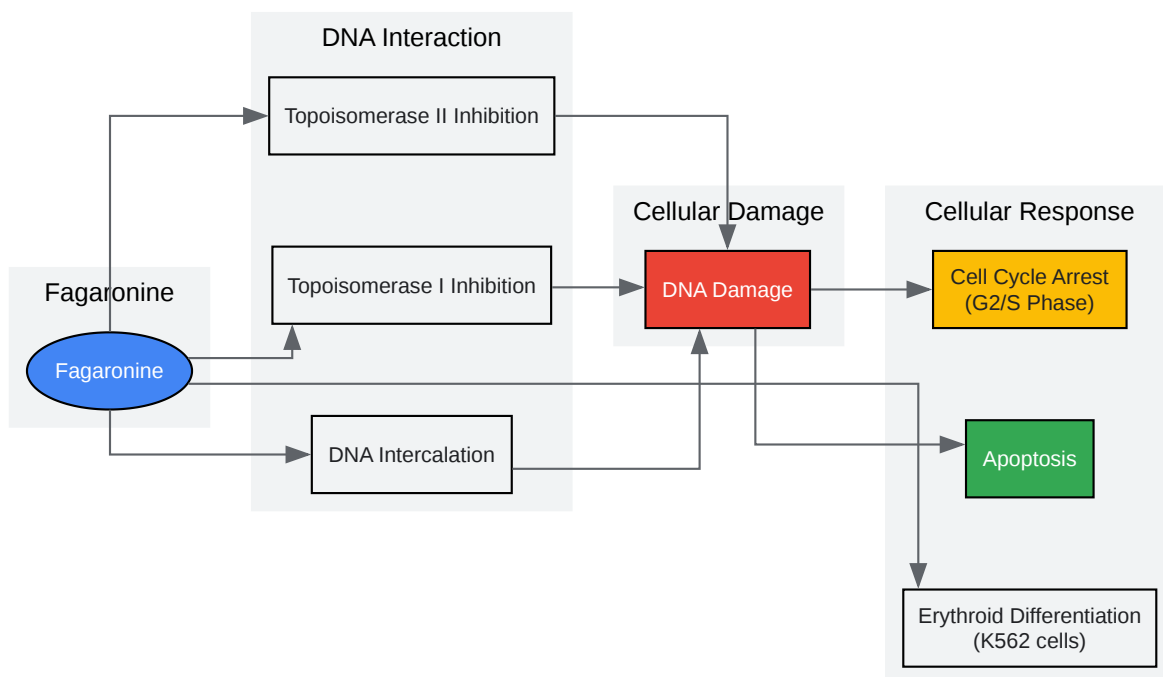 DNA Interaction
Topoisomerase II Inhibition
Cellular Damage
Cellular Response
Topoisomerase I Inhibition
DNA Damage
Cell Cycle Arrest
(G2/S Phase)
Fagaronine
Fagaronine
DNA Intercalation
Apoptosis
Erythroid Differentiation
(K562 cells)